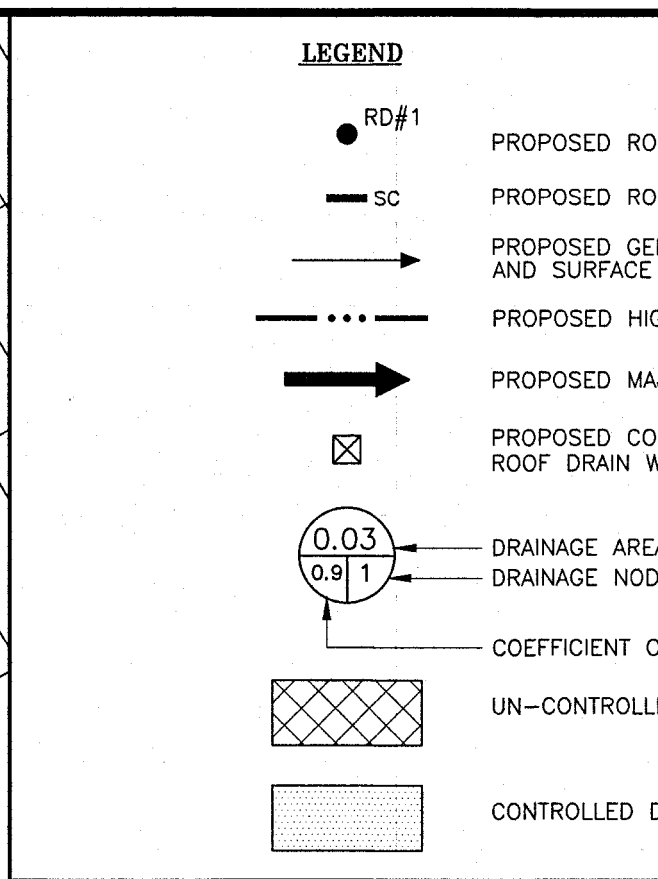 LEGEND
RD#1
PROPOSED RO
SC
PROPOSED RO
PROPOSED GE
AND SURFACE
PROPOSED HIG
PROPOSED MA
PROPOSED CO
ROOF DRAIN W
0.03
DRAINAGE AREA
0.9 1
DRAINAGE NOD
COEFFICIENT O
UN-CONTROLL
CONTROLLED D